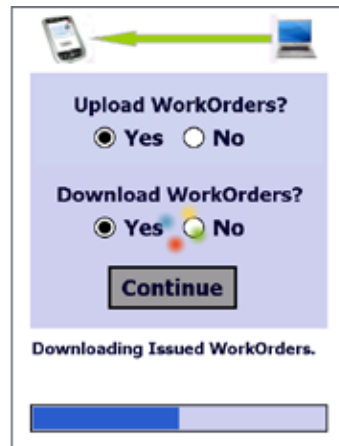 Upload WorkOrders?
Yes No
Download WorkOrders?
Yes No
Continue
Downloading Issued WorkOrders.